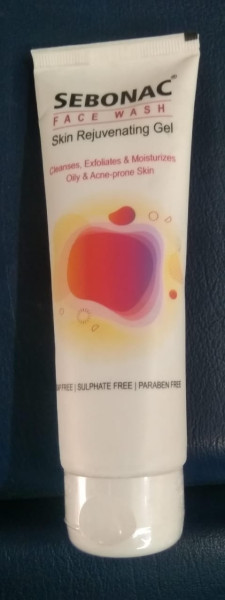 SEBONAC®
FACE WASH
Skin Rejuvenating Gel
Cleanses, Exfoliates & Moisturizes
Oily & Acne-prone Skin
FREE | SULPHATE FREE | PARABEN FREE